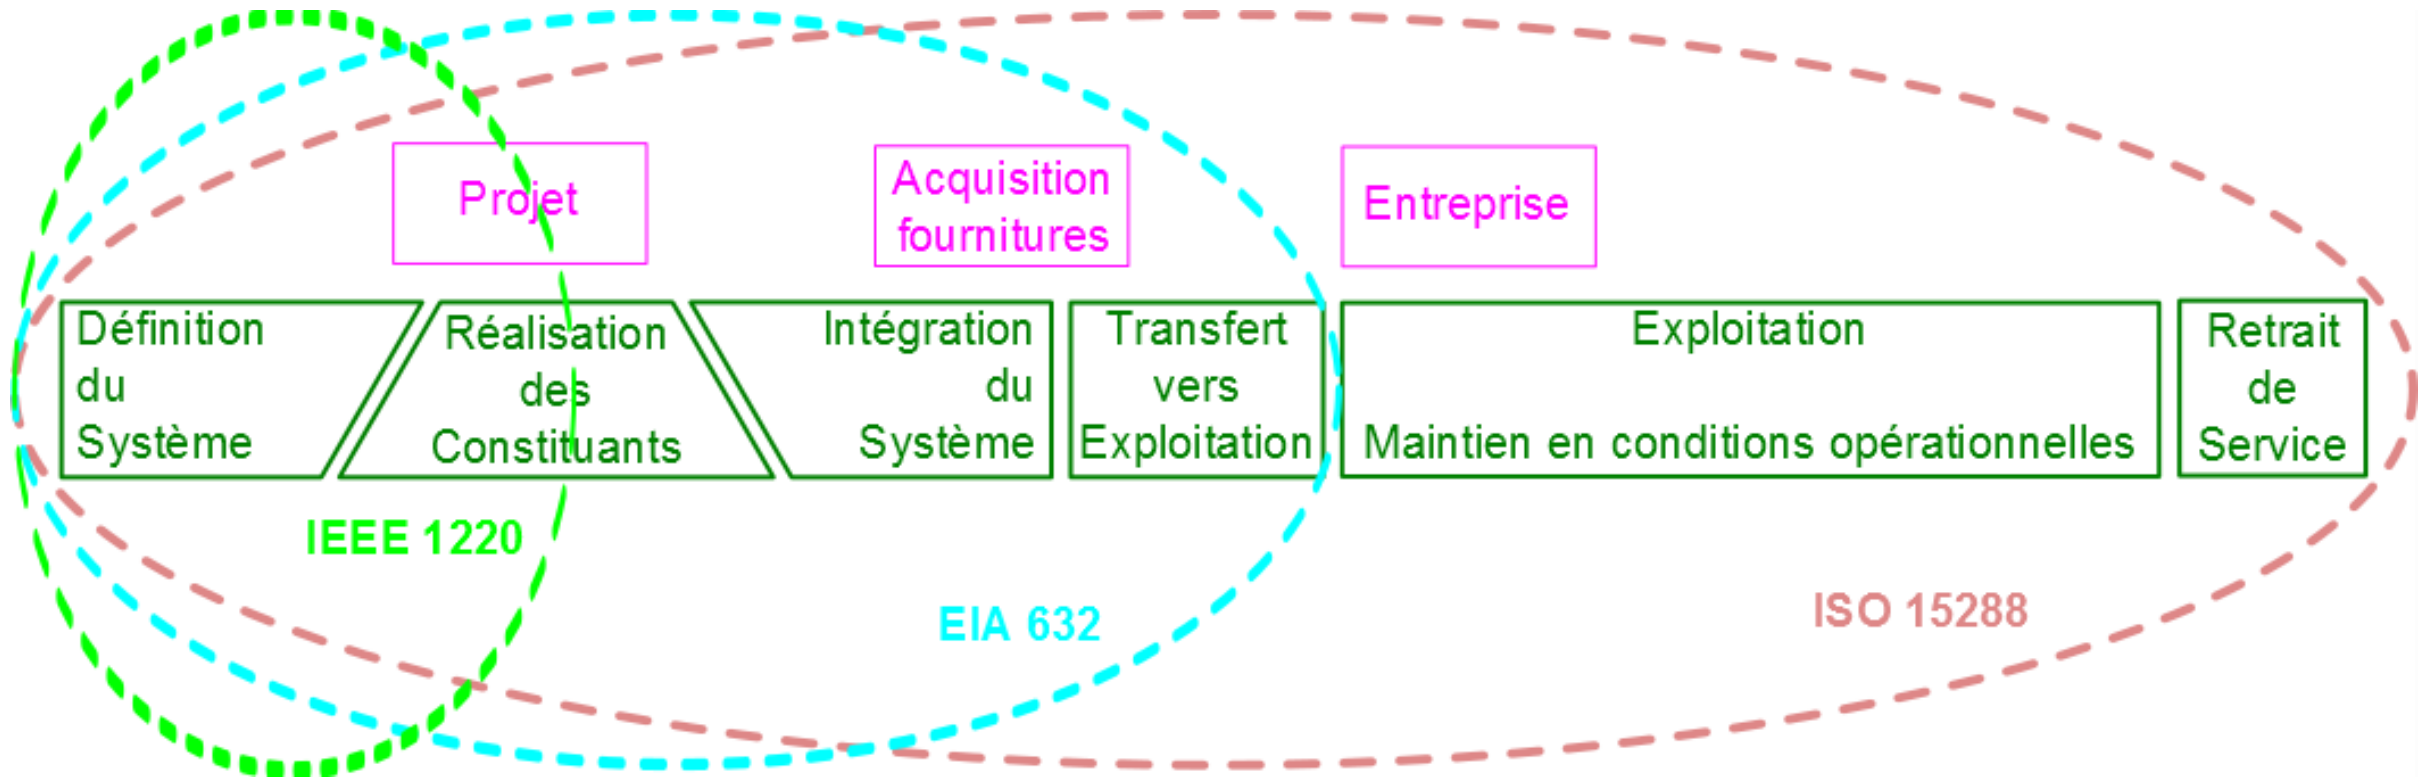 Projet
Acquisition
fournitures
Entreprise
Définition
du
Système
Réalisation
des
Constituants
Intégration
du
Système
Transfert
vers
Exploitation
Exploitation
Maintien en conditions opérationnelles
Retrait
de
Service
IEEE 1220
EIA 632
ISO 15288